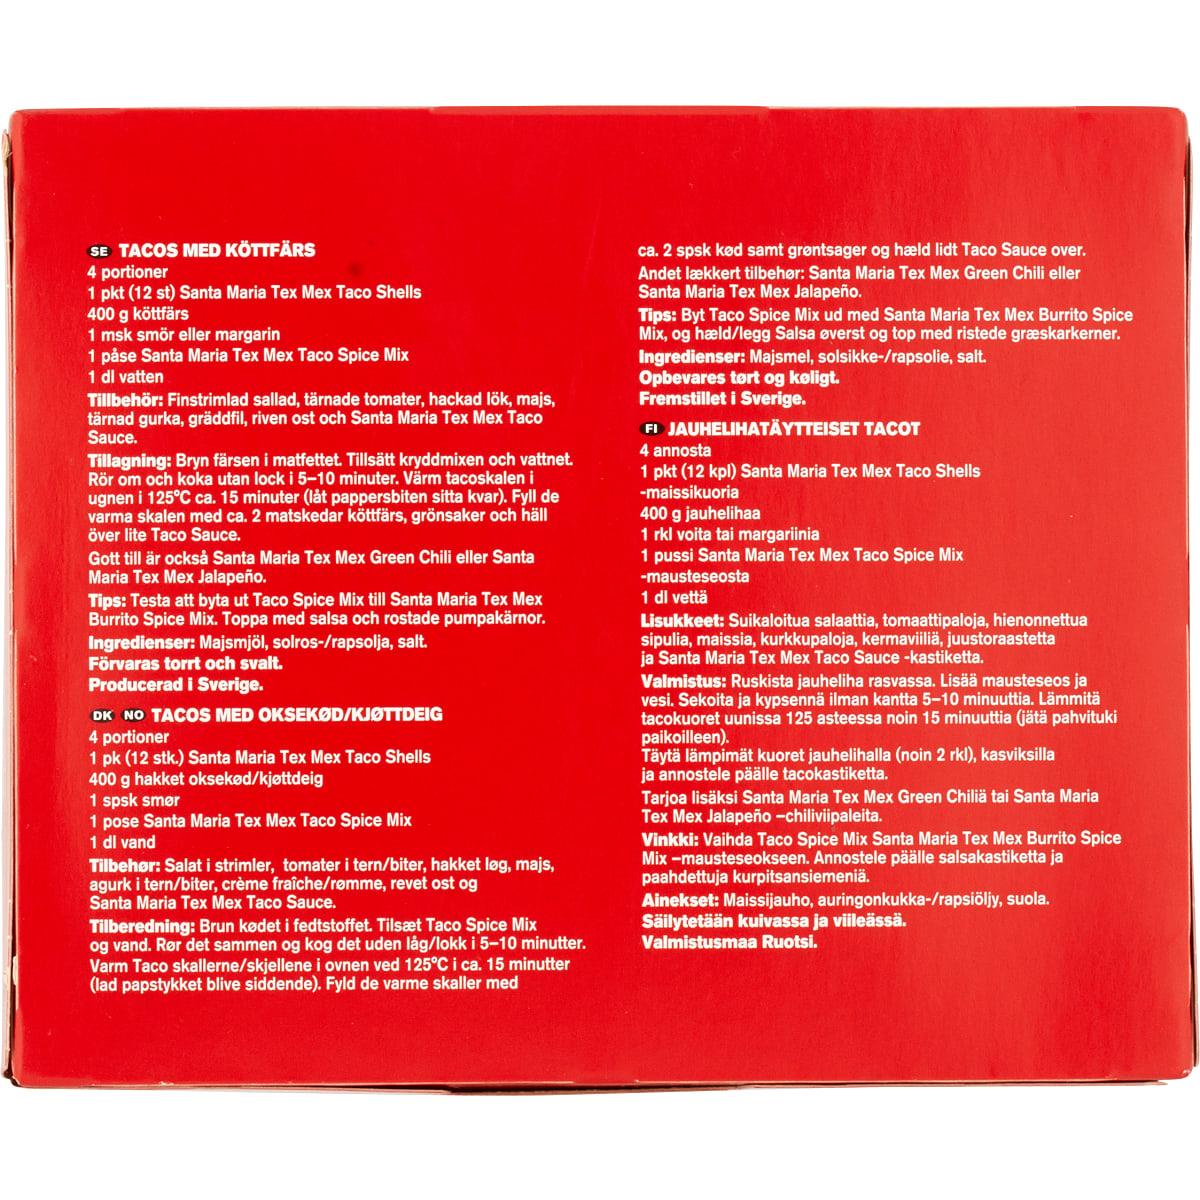 SE TACOS MED KÖTTFÄRS
4 portioner
1 pkt (12 st) Santa Maria Tex Mex Taco Shells
400 g köttfärs
1 msk smör eller margarin
1 påse Santa Maria Tex Mex Taco Spice Mix
1 dl vatten
Tillbehör: Finstrimlad sallad, tärnade tomater, hackad lök, majs,
tärnad gurka, gräddfil, riven ost och Santa Maria Tex Mex Taco
Sauce.
Tillagning: Bryn färsen i matfettet. Tillsätt kryddmixen och vattnet.
Rör om och koka utan lock i 5–10 minuter. Värm tacoskalen i
ugnen i 125°C ca. 15 minuter (låt pappersbiten sitta kvar). Fyll de
varma skalen med ca. 2 matskedar köttfärs, grönsaker och häll
över lite Taco Sauce.
Gott till är också Santa Maria Tex Mex Green Chili eller Santa
Maria Tex Mex Jalapeño.
Tips: Testa att byta ut Taco Spice Mix till Santa Maria Tex Mex
Burrito Spice Mix. Toppa med salsa och rostade pumpakärnor.
Ingredienser: Majsmjöl, solros-/rapsolja, salt.
Förvaras torrt och svalt.
Producerad i Sverige.
DK NO TACOS MED OKSEKØD/KJØTTDEIG
4 portioner
1 pk (12 stk.) Santa Maria Tex Mex Taco Shells
400 g hakket oksekød/kjøttdeig
1 spsk smør
1 pose Santa Maria Tex Mex Taco Spice Mix
1 dl vand
Tilbehør: Salat i strimler, tomater i tern/biter, hakket løg, majs,
agurk i tern/biter, crème fraîche/rømme, revet ost og
Santa Maria Tex Mex Taco Sauce.
Tilberedning: Brun kødet i fedtstoffet. Tilsæt Taco Spice Mix
og vand. Rør det sammen og kog det uden låg/lokk i 5–10 minutter.
Varm Taco skallerne/skjellene i ovnen ved 125°C i ca. 15 minutter
(lad papstykket blive siddende). Fyld de varme skaller med
ca. 2 spsk kød samt grøntsager og hæld lidt Taco Sauce over.
Andet lækkert tilbehør: Santa Maria Tex Mex Green Chili eller
Santa Maria Tex Mex Jalapeño.
Tips: Byt Taco Spice Mix ud med Santa Maria Tex Mex Burrito Spice
Mix, og hæld/legg Salsa øverst og top med ristede græskarkerner.
Ingredienser: Majsmel, solsikke-/rapsolie, salt.
Opbevares tørt og køligt.
Fremstillet i Sverige.
FI JAUHELIHATÄYTTEISET TACOT
4 annosta
1 pkt (12 kpl) Santa Maria Tex Mex Taco Shells
-maissikuoria
400 g jauhelihaa
1 rkl voita tai margariinia
1 pussi Santa Maria Tex Mex Taco Spice Mix
-mausteseosta
1 dl vettä
Lisukkeet: Suikaloitua salaattia, tomaattipaloja, hienonnettua
sipulia, maissia, kurkkupaloja, kermaviiliä, juustoraastetta
ja Santa Maria Tex Mex Taco Sauce -kastiketta.
Valmistus: Ruskista jauheliha rasvassa. Lisää mausteseos ja
vesi. Sekoita ja kypsennä ilman kantta 5–10 minuuttia. Lämmitä
tacokuoret uunissa 125 asteessa noin 15 minuuttia (jätä pahvituki
paikoilleen).
Täytä lämpimät kuoret jauhelihalla (noin 2 rkl), kasviksilla
ja annostele päälle tacokastiketta.
Tarjoa lisäksi Santa Maria Tex Mex Green Chiliä tai Santa Maria
Tex Mex Jalapeño –chiliviipaleita.
Vinkki: Vaihda Taco Spice Mix Santa Maria Tex Mex Burrito Spice
Mix –mausteseokseen. Annostele päälle salsakastiketta ja
paahdettuja kurpitsansiemeniä.
Ainekset: Maissijauho, auringonkukka-/rapsiöljy, suola.
Säilytetään kuivassa ja viileässä.
Valmistusmaa Ruotsi.